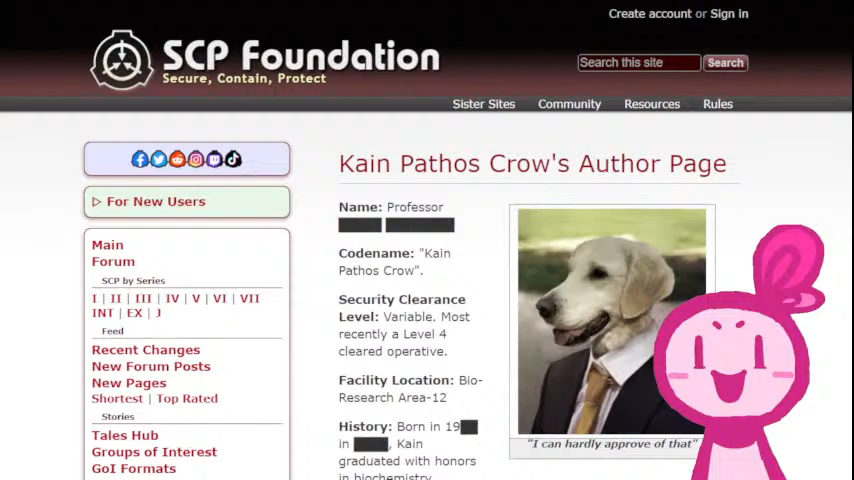 Create account or Sign in
SCP Foundation
Secure, Contain, Protect
Search this site
Search
Sister Sites
Community
Resources
Rules
▷ For New Users
Main
Forum
SCP by Series
I | II | III | IV | V | VI | VII
INT | EX | J
Feed
Recent Changes
New Forum Posts
New Pages
Shortest | Top Rated
Stories
Tales Hub
Groups of Interest
GoI Formats
Kain Pathos Crow's Author Page
Name: Professor
Codename: "Kain
Pathos Crow".
Security Clearance
Level: Variable. Most
recently a Level 4
cleared operative.
Facility Location: Bio-
Research Area-12
History: Born in 19
in , Kain
graduated with honors
in biochemistry
"I can hardly approve of that"